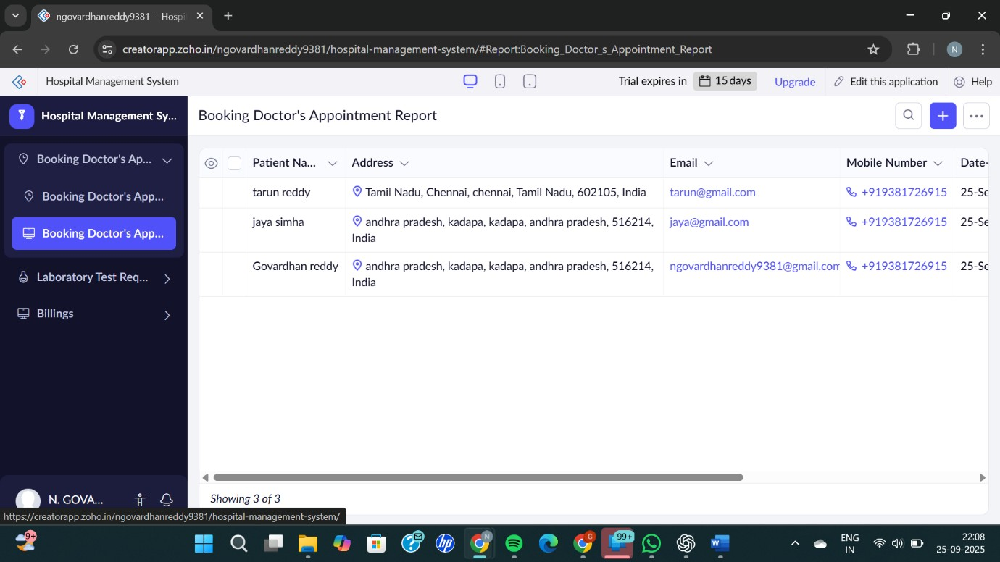 ngovardhanreddy9381 - Hospi
creatorapp.zoho.in/ngovardhanreddy9381/hospital-management-system/#Report:Booking_Doctor_s_Appointment_Report
N
Hospital Management System
Trial expires in 15 days Upgrade Edit this application Help
Hospital Management Sy...
Booking Doctor's Appointment Report
Booking Doctor's Ap...
Booking Doctor's App...
Booking Doctor's App...
Laboratory Test Req...
Billings
Patient Na... Address Email Mobile Number Date-
tarun reddy Tamil Nadu, Chennai, chennai, Tamil Nadu, 602105, India tarun@gmail.com +919381726915 25-Se
jaya simha andhra pradesh, kadapa, kadapa, andhra pradesh, 516214, jaya@gmail.com +919381726915 25-Se
India
Govardhan reddy andhra pradesh, kadapa, kadapa, andhra pradesh, 516214, ngovardhanreddy9381@gmail.com +919381726915 25-Se
India
Showing 3 of 3
N. GOVA...
https://creatorapp.zoho.in/ngovardhanreddy9381/hospital-management-system/
9+
hp
N
G
99+
W
ENG
IN
22:08
25-09-2025